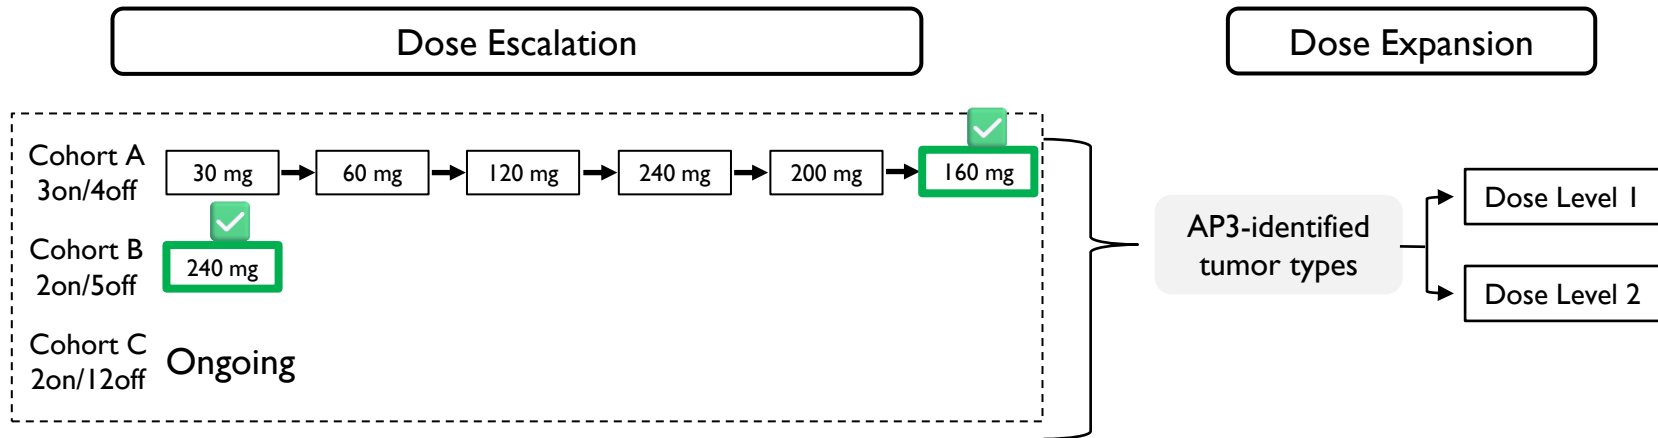 Dose Escalation
Dose Expansion
Cohort A
3on/4off
30 mg
60 mg
120 mg
240 mg
200 mg
160 mg
Cohort B
2on/5off
240 mg
Cohort C
2on/12off
Ongoing
AP3-identified
tumor types
Dose Level 1
Dose Level 2